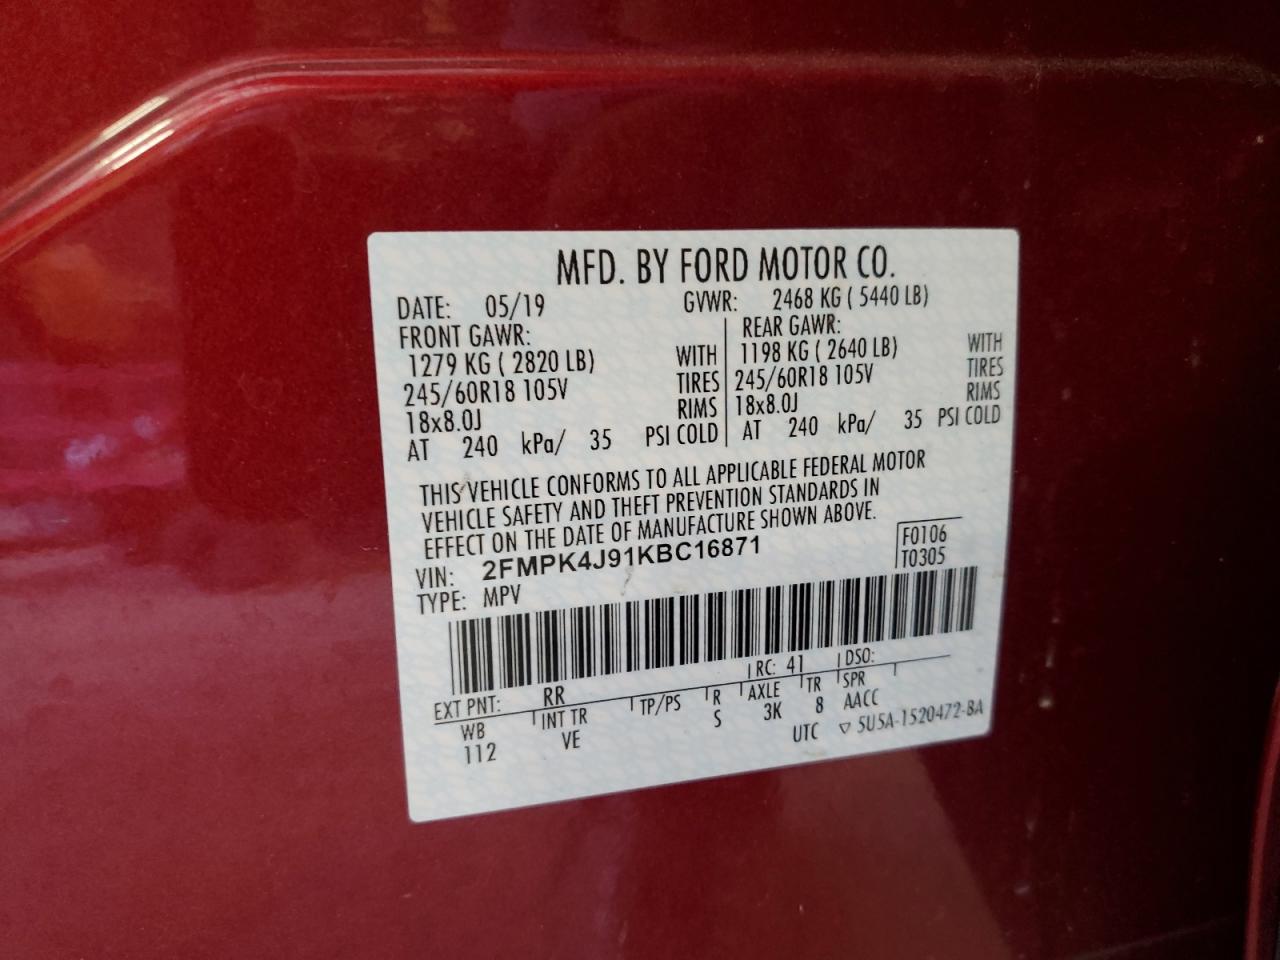 MFD. BY FORD MOTOR CO.
DATE: 05/19 GVWR: 2468 KG ( 5440 LB)
FRONT GAWR:
1279 KG ( 2820 LB) WITH
245/60R18 105V TIRES
18x8.0J RIMS
AT 240 kPa/ 35 PSI COLD
REAR GAWR:
1198 KG ( 2640 LB) WITH
245/60R18 105V TIRES
18x8.0J RIMS
AT 240 kPa/ 35 PSI COLD
THIS VEHICLE CONFORMS TO ALL APPLICABLE FEDERAL MOTOR
VEHICLE SAFETY AND THEFT PREVENTION STANDARDS IN
EFFECT ON THE DATE OF MANUFACTURE SHOWN ABOVE.
VIN: 2FMPK4J91KBC16871
TYPE: MPV
F0106
T0305
EXT PNT: RR RC: 41 DSO:
WB INT TR TP/PS R AXLE TR SPR
112 VE S 3K 8 AACC
UTC ▽ 5U5A-1520472-BA